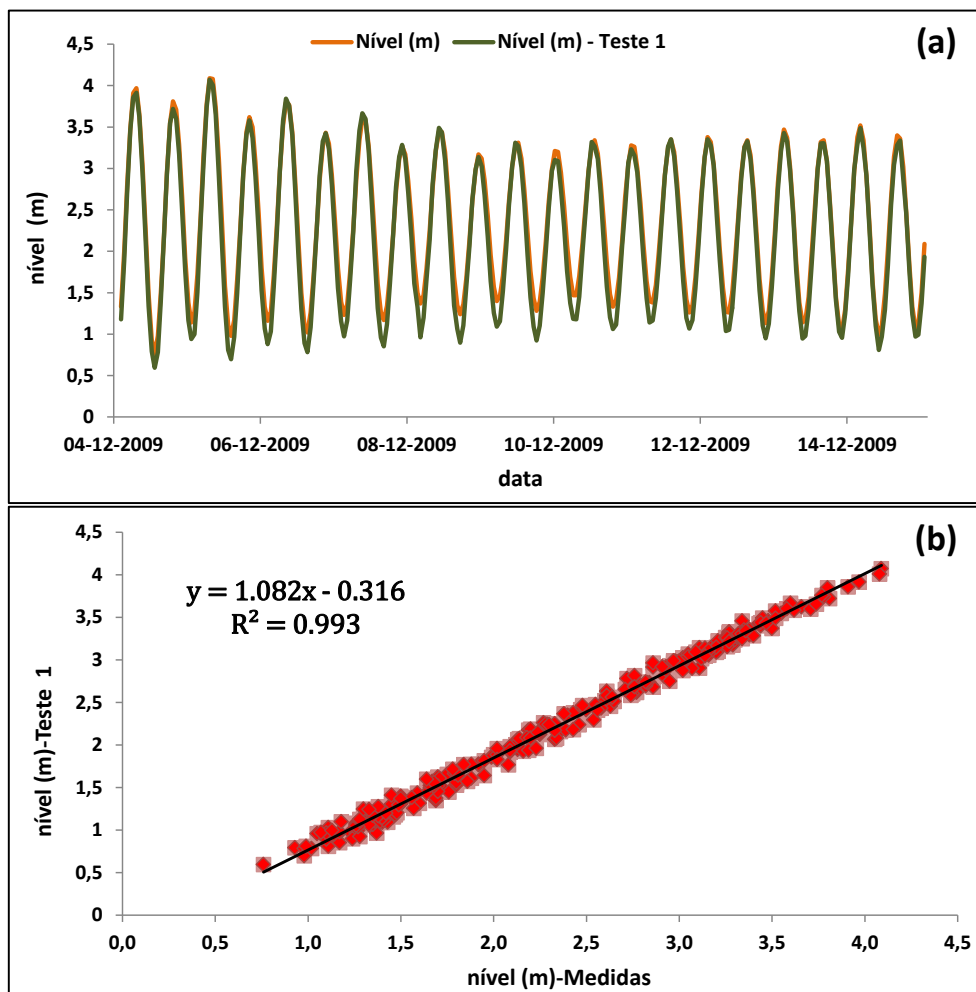 (a)
Nível (m) Nível (m) - Teste 1
4,5
4
3,5
3
2,5
2
1,5
1
0,5
0
nível (m)
04-12-2009 06-12-2009 08-12-2009 10-12-2009 12-12-2009 14-12-2009
data
(b)
y = 1.082x - 0.316
R² = 0.993
4,5
4
3,5
3
2,5
2
1,5
1
0,5
0
nível (m)-Teste 1
0,0 0,5 1,0 1,5 2,0 2,5 3,0 3,5 4,0 4,5
nível (m)-Medidas